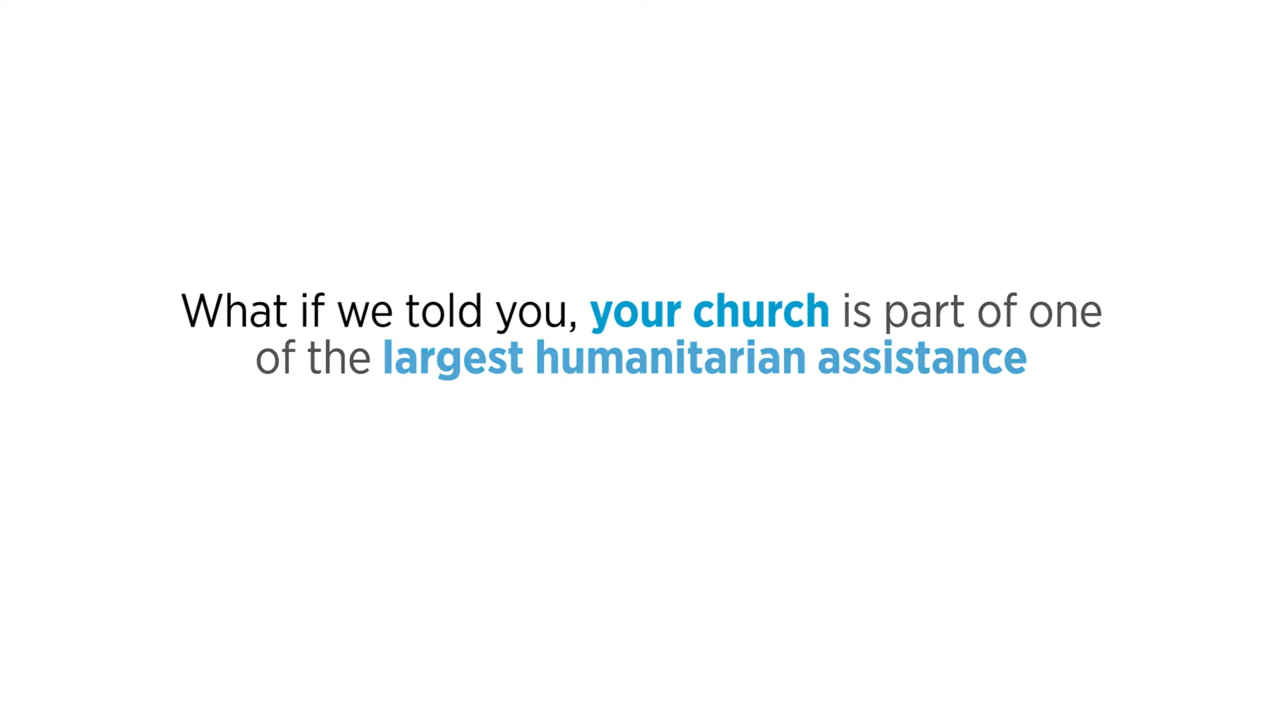 What if we told you, your church is part of one
of the largest humanitarian assistance